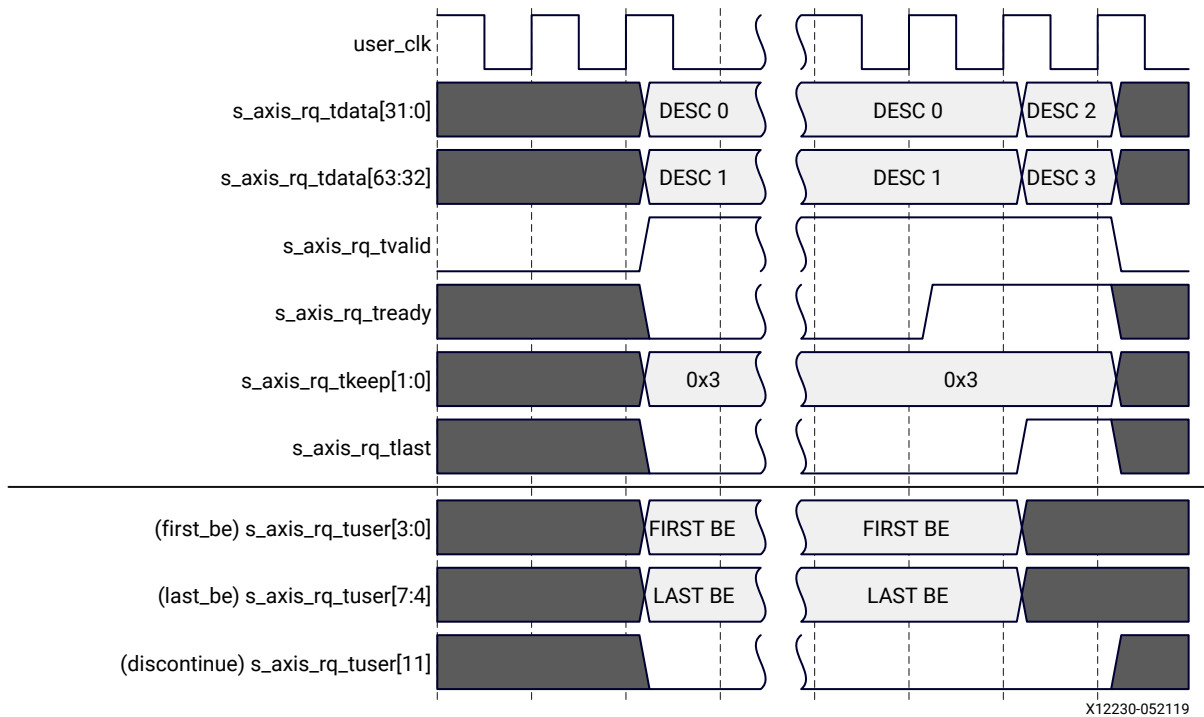 user_clk
s_axis_rq_tdata[31:0] DESC 0 DESC 0 DESC 2
s_axis_rq_tdata[63:32] DESC 1 DESC 1 DESC 3
s_axis_rq_tvalid
s_axis_rq_tready
s_axis_rq_tkeep[1:0] 0x3 0x3
s_axis_rq_tlast
(first_be) s_axis_rq_tuser[3:0] FIRST BE FIRST BE
(last_be) s_axis_rq_tuser[7:4] LAST BE LAST BE
(discontinue) s_axis_rq_tuser[11]
X12230-052119